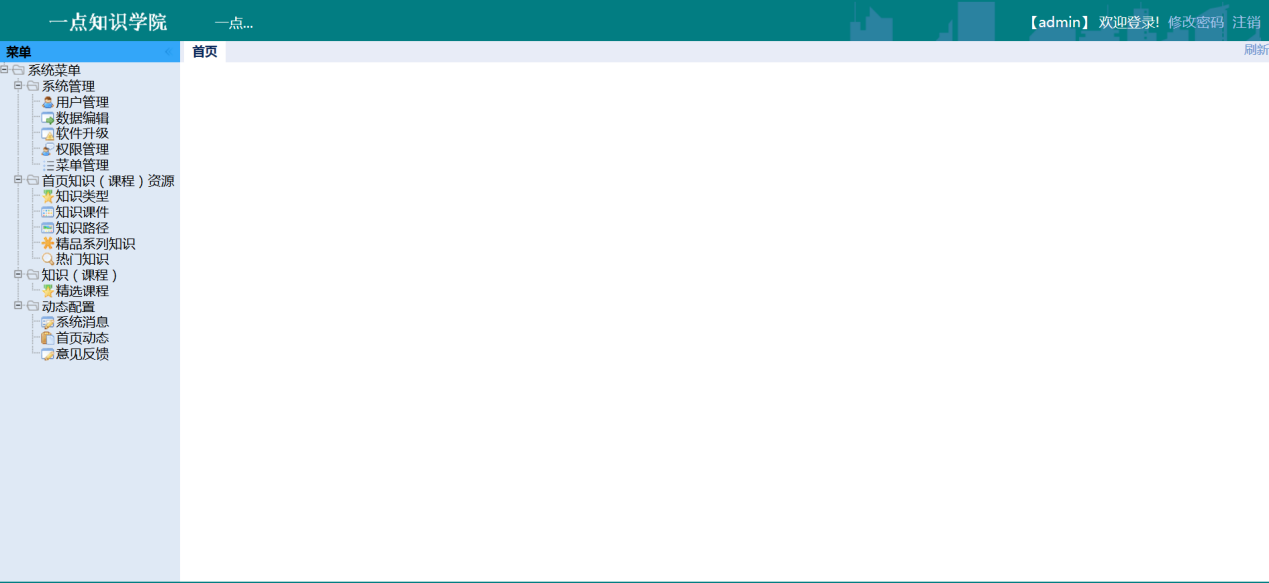 一点知识学院
一点...
【admin】 欢迎登录! 修改密码 注销
菜单
首页
刷新
系统菜单
系统管理
用户管理
数据编辑
软件升级
权限管理
菜单管理
首页知识（课程）资源
知识类型
知识课件
知识路径
精品系列知识
热门知识
知识（课程）
精选课程
动态配置
系统消息
首页动态
意见反馈